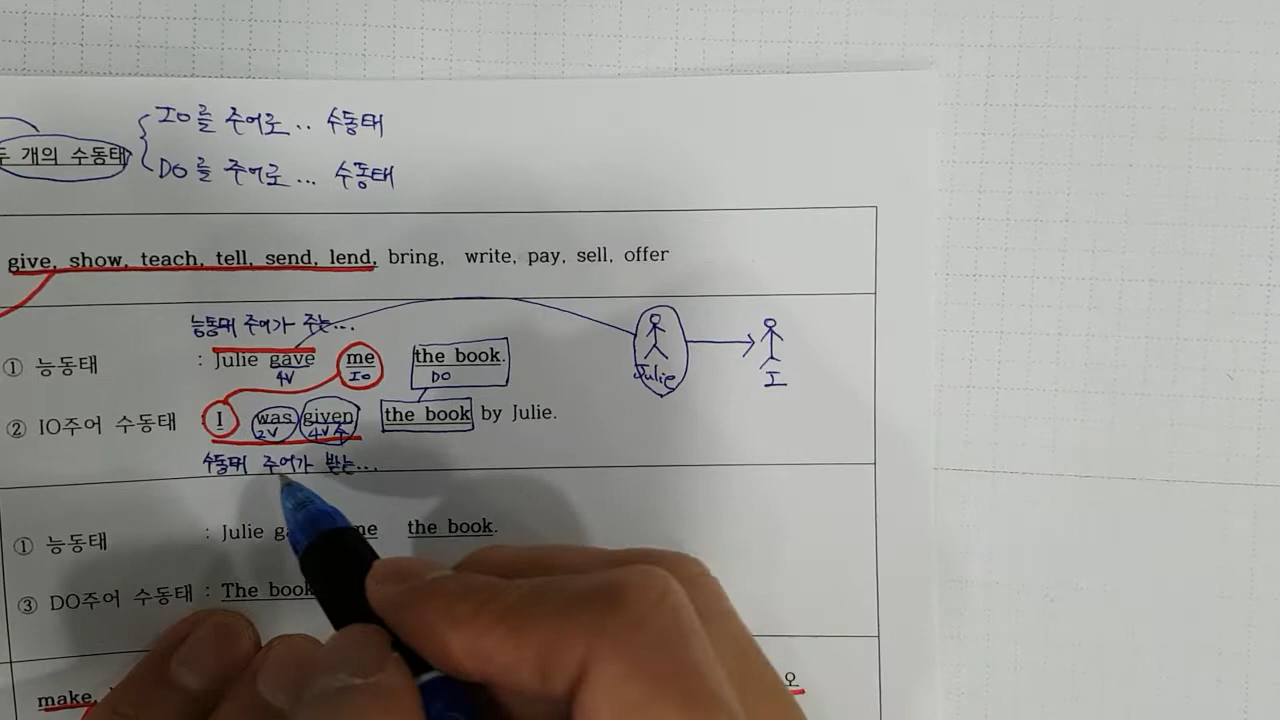 IO를 주어로.. 수동태
두 개의 수동태
DO를 주어로... 수동태
give, show, teach, tell, send, lend, bring, write, pay, sell, offer
능동태 주어가 주는...
① 능동태 : Julie gave me the book.
4V IO DO
Julie I
② IO주어 수동태 I was given the book by Julie.
2V 4V수
수동태 주어가 받는...
① 능동태 : Julie me the book.
③ DO주어 수동태 : The book
make,
오